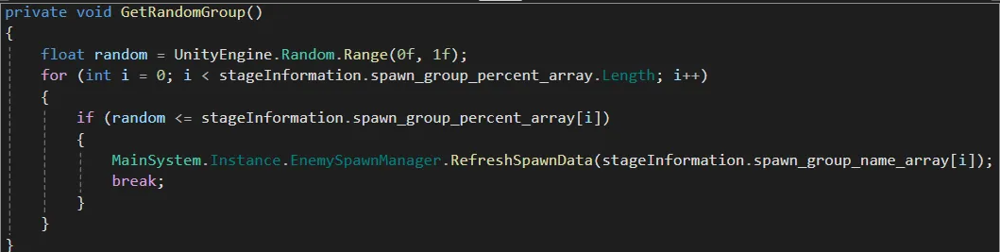 private void GetRandomGroup()
{
    float random = UnityEngine.Random.Range(0f, 1f);
    for (int i = 0; i < stageInformation.spawn_group_percent_array.Length; i++)
    {
        if (random <= stageInformation.spawn_group_percent_array[i])
        {
            MainSystem.Instance.EnemySpawnManager.RefreshSpawnData(stageInformation.spawn_group_name_array[i]);
            break;
        }
    }
}